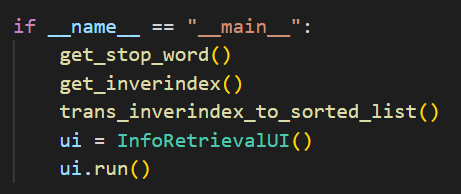 if __name__ == "__main__":
    get_stop_word()
    get_inverindex()
    trans_inverindex_to_sorted_list()
    ui = InfoRetrievalUI()
    ui.run()